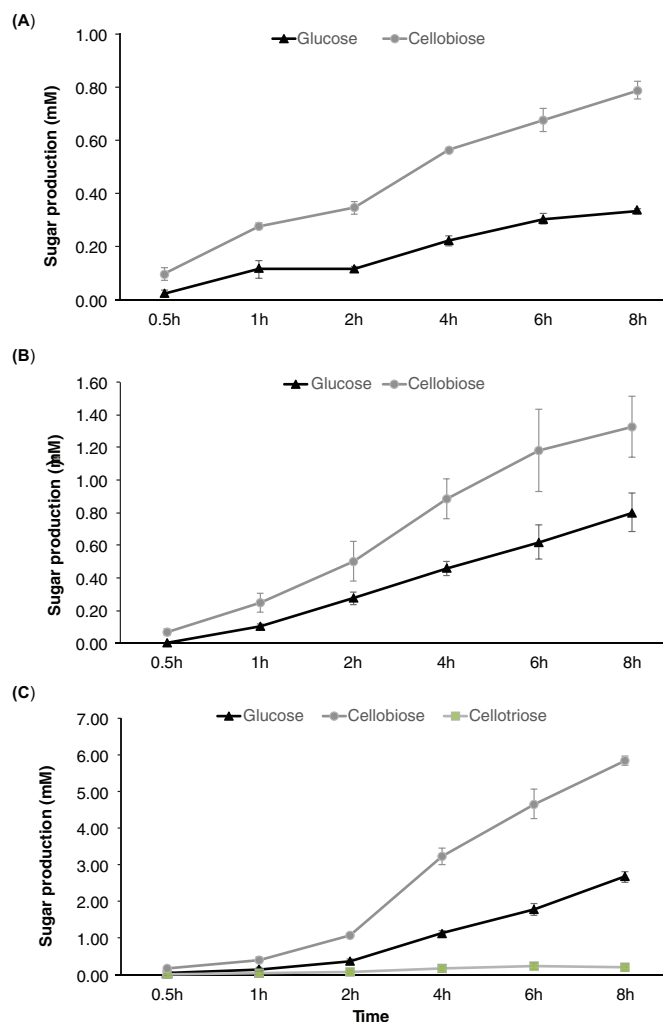 (A)
Glucose Cellobiose
Sugar production (mM)
1.00
0.80
0.60
0.40
0.20
0.00
0.5h 1h 2h 4h 6h 8h
(B)
Glucose Cellobiose
Sugar production (mM)
1.60
1.40
1.20
1.00
0.80
0.60
0.40
0.20
0.00
0.5h 1h 2h 4h 6h 8h
(C)
Glucose Cellobiose Cellotriose
Sugar production (mM)
7.00
6.00
5.00
4.00
3.00
2.00
1.00
0.00
0.5h 1h 2h 4h 6h 8h
Time